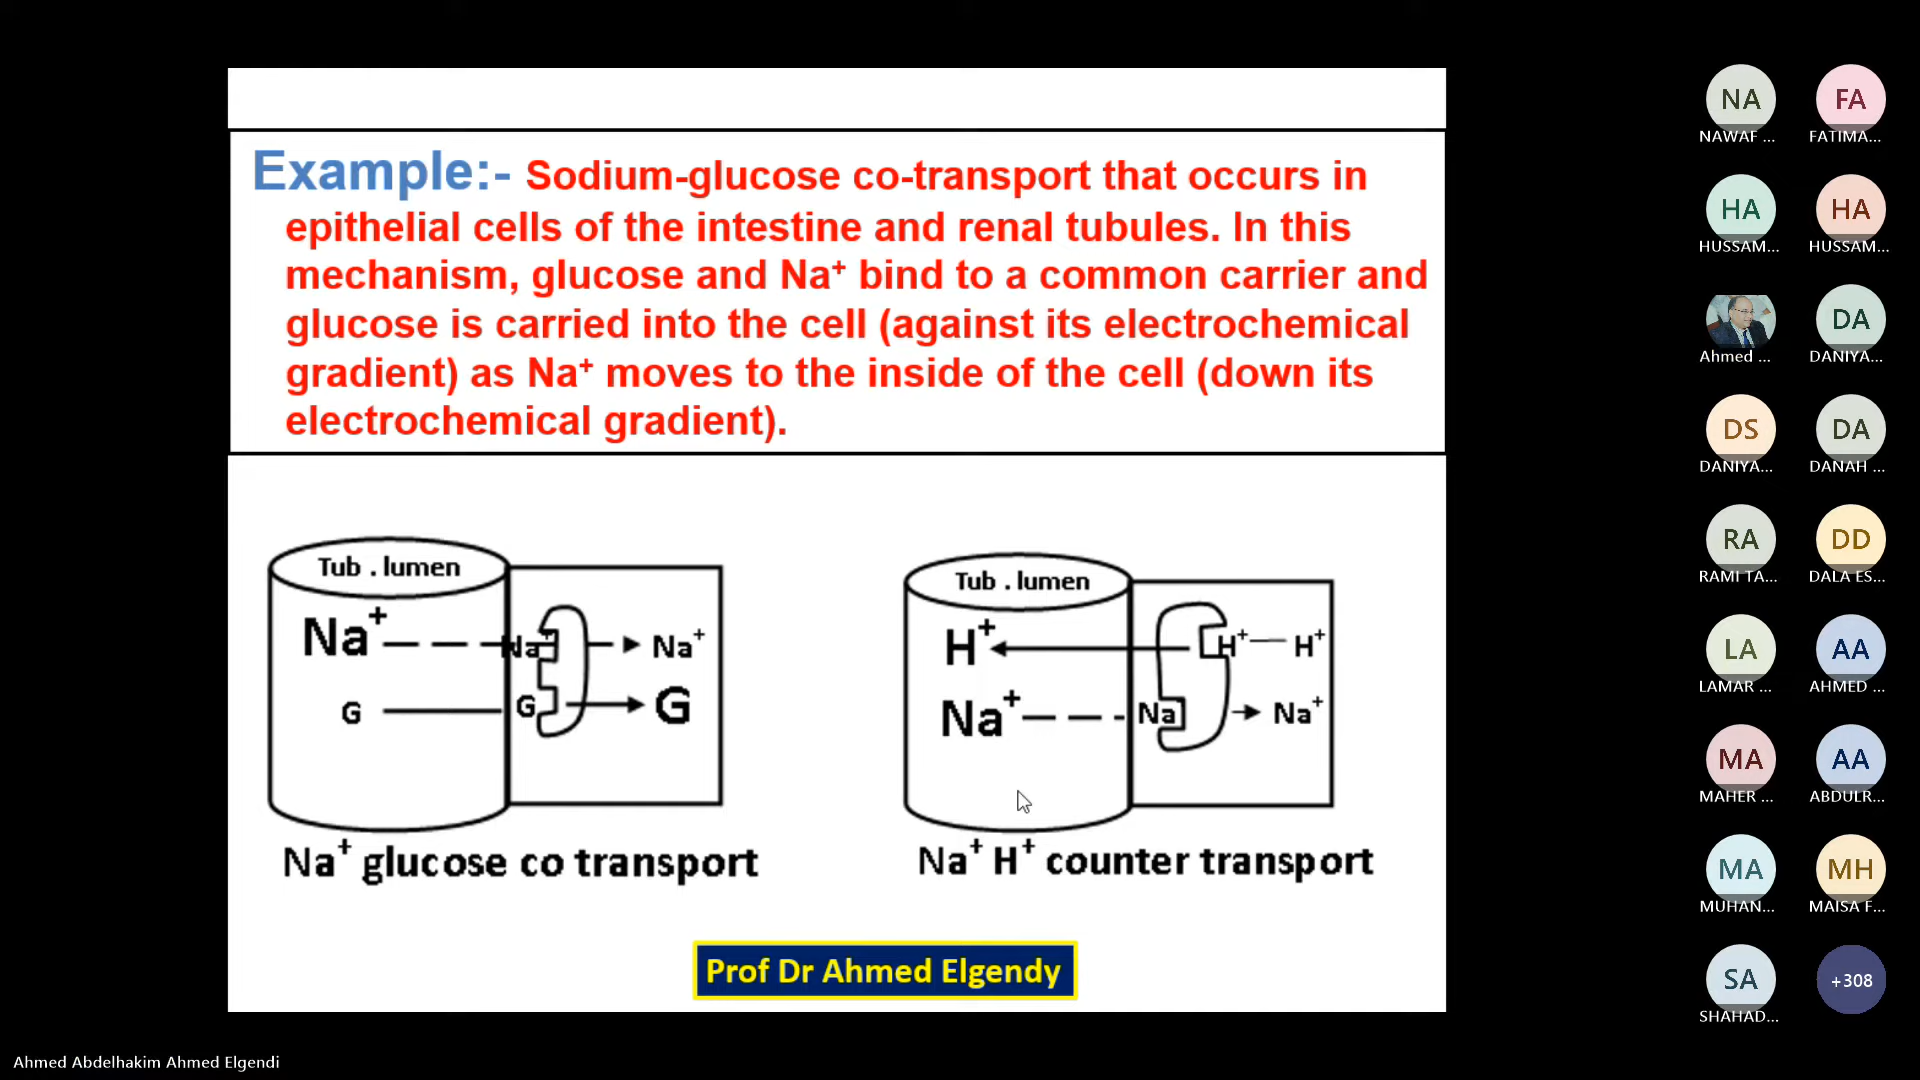 Example:- Sodium-glucose co-transport that occurs in
epithelial cells of the intestine and renal tubules. In this
mechanism, glucose and Na⁺ bind to a common carrier and
glucose is carried into the cell (against its electrochemical
gradient) as Na⁺ moves to the inside of the cell (down its
electrochemical gradient).
Tub . lumen
Na⁺ Na⁺ Na⁺
G G G
Na⁺ glucose co transport
Tub . lumen
H⁺ H⁺ H⁺
Na⁺ Na Na⁺
Na⁺ H⁺ counter transport
Prof Dr Ahmed Elgendy
NA FA
NAWAF ... FATIMA...
HA HA
HUSSAM... HUSSAM...
DA
Ahmed ... DANIYA...
DS DA
DANIYA... DANAH ...
RA DD
RAMI TA... DALA ES...
LA AA
LAMAR ... AHMED ...
MA AA
MAHER ... ABDULR...
MA MH
MUHAN... MAISA F...
SA +308
SHAHAD...
Ahmed Abdelhakim Ahmed Elgendi